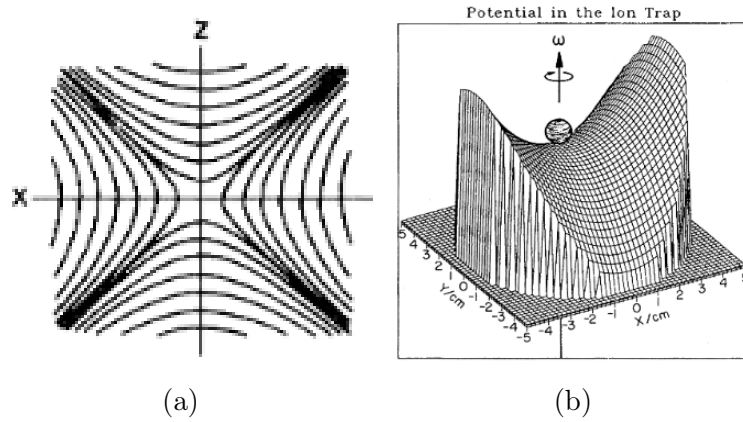 Potential in the Ion Trap
Z
X
ω
5 4 3 2 1 0 -1 -2 -3 -4 -5
Y/cm
-5 -4 -3 -2 -1 0 1 2 3 4 5
X/cm
(a)
(b)